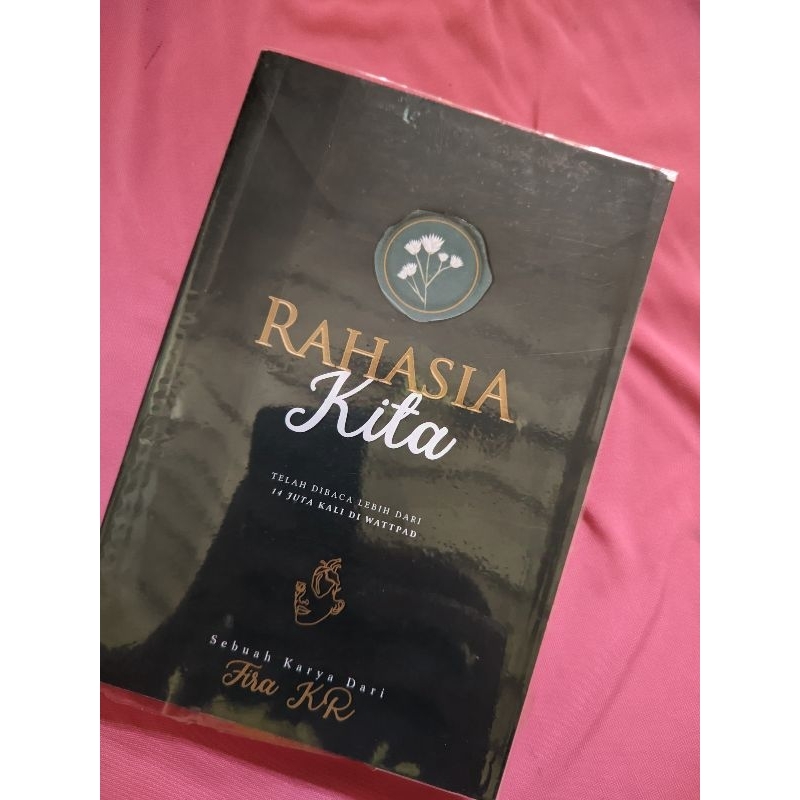 RAHASIA
Kita
TELAH DIBACA LEBIH DARI
14 JUTA KALI DI WATTPAD
Sebuah Karya Dari
Fira KR